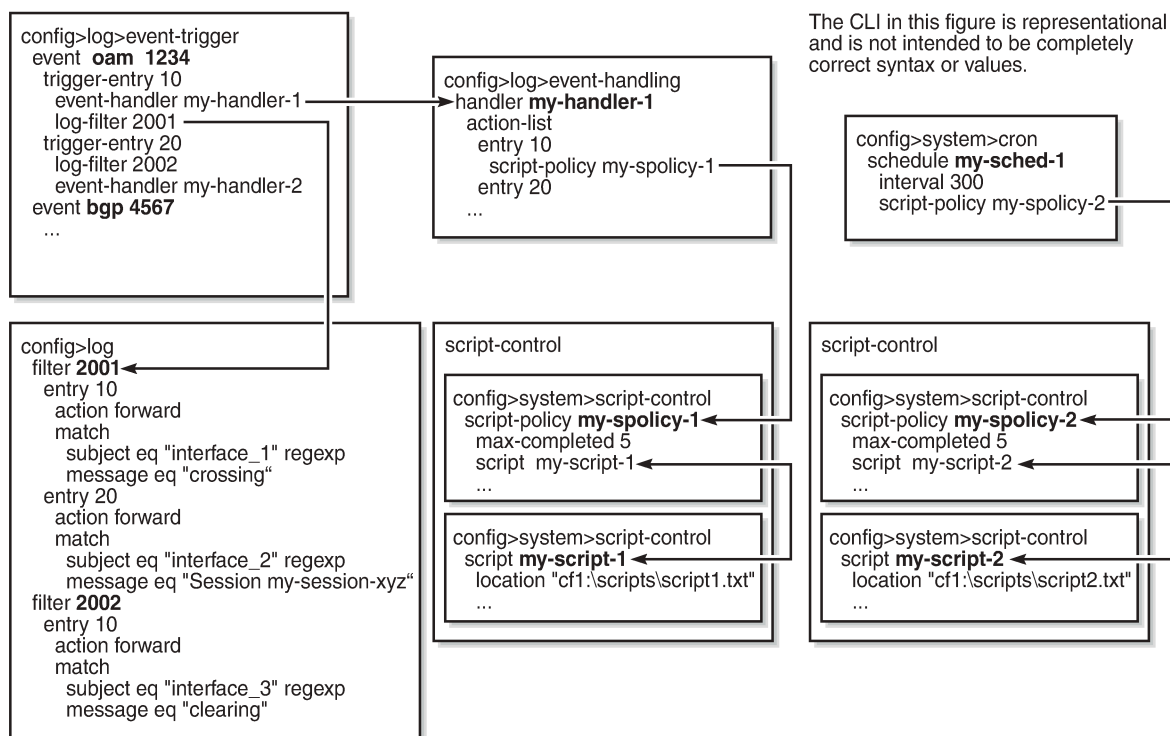 config>log>event-trigger
event oam 1234
trigger-entry 10
event-handler my-handler-1
log-filter 2001
trigger-entry 20
log-filter 2002
event-handler my-handler-2
event bgp 4567
...
config>log>event-handling
handler my-handler-1
action-list
entry 10
script-policy my-spolicy-1
entry 20
...
The CLI in this figure is representational
and is not intended to be completely
correct syntax or values.
config>system>cron
schedule my-sched-1
interval 300
script-policy my-spolicy-2
config>log
filter 2001
entry 10
action forward
match
subject eq "interface_1" regexp
message eq "crossing“
entry 20
action forward
match
subject eq "interface_2" regexp
message eq "Session my-session-xyz“
filter 2002
entry 10
action forward
match
subject eq "interface_3" regexp
message eq "clearing"
script-control
config>system>script-control
script-policy my-spolicy-1
max-completed 5
script my-script-1
...
config>system>script-control
script my-script-1
location "cf1:\scripts\script1.txt"
...
script-control
config>system>script-control
script-policy my-spolicy-2
max-completed 5
script my-script-2
...
config>system>script-control
script my-script-2
location "cf1:\scripts\script2.txt"
...